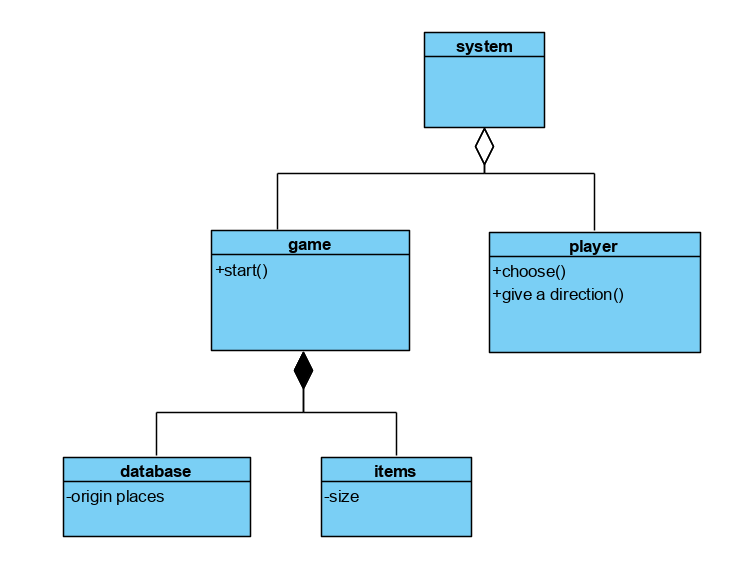 system
game
+start()
player
+choose()
+give a direction()
database
-origin places
items
-size